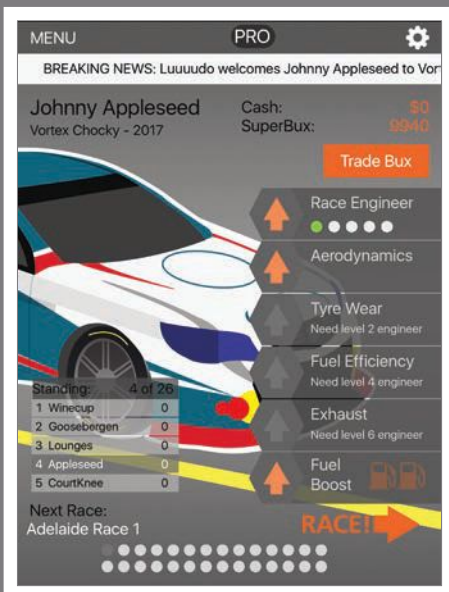 MENU
PRO
BREAKING NEWS: Luuuudo welcomes Johnny Appleseed to Vor
Johnny Appleseed
Vortex Chocky - 2017
Cash: $0
SuperBux: 9940
Trade Bux
Race Engineer
Aerodynamics
Tyre Wear
Need level 2 engineer
Fuel Efficiency
Need level 4 engineer
Exhaust
Need level 6 engineer
Fuel
Boost
Standing: 4 of 26
1 Winecup 0
2 Goosebergen 0
3 Lounges 0
4 Appleseed 0
5 CourtKnee 0
Next Race:
Adelaide Race 1
RACE!